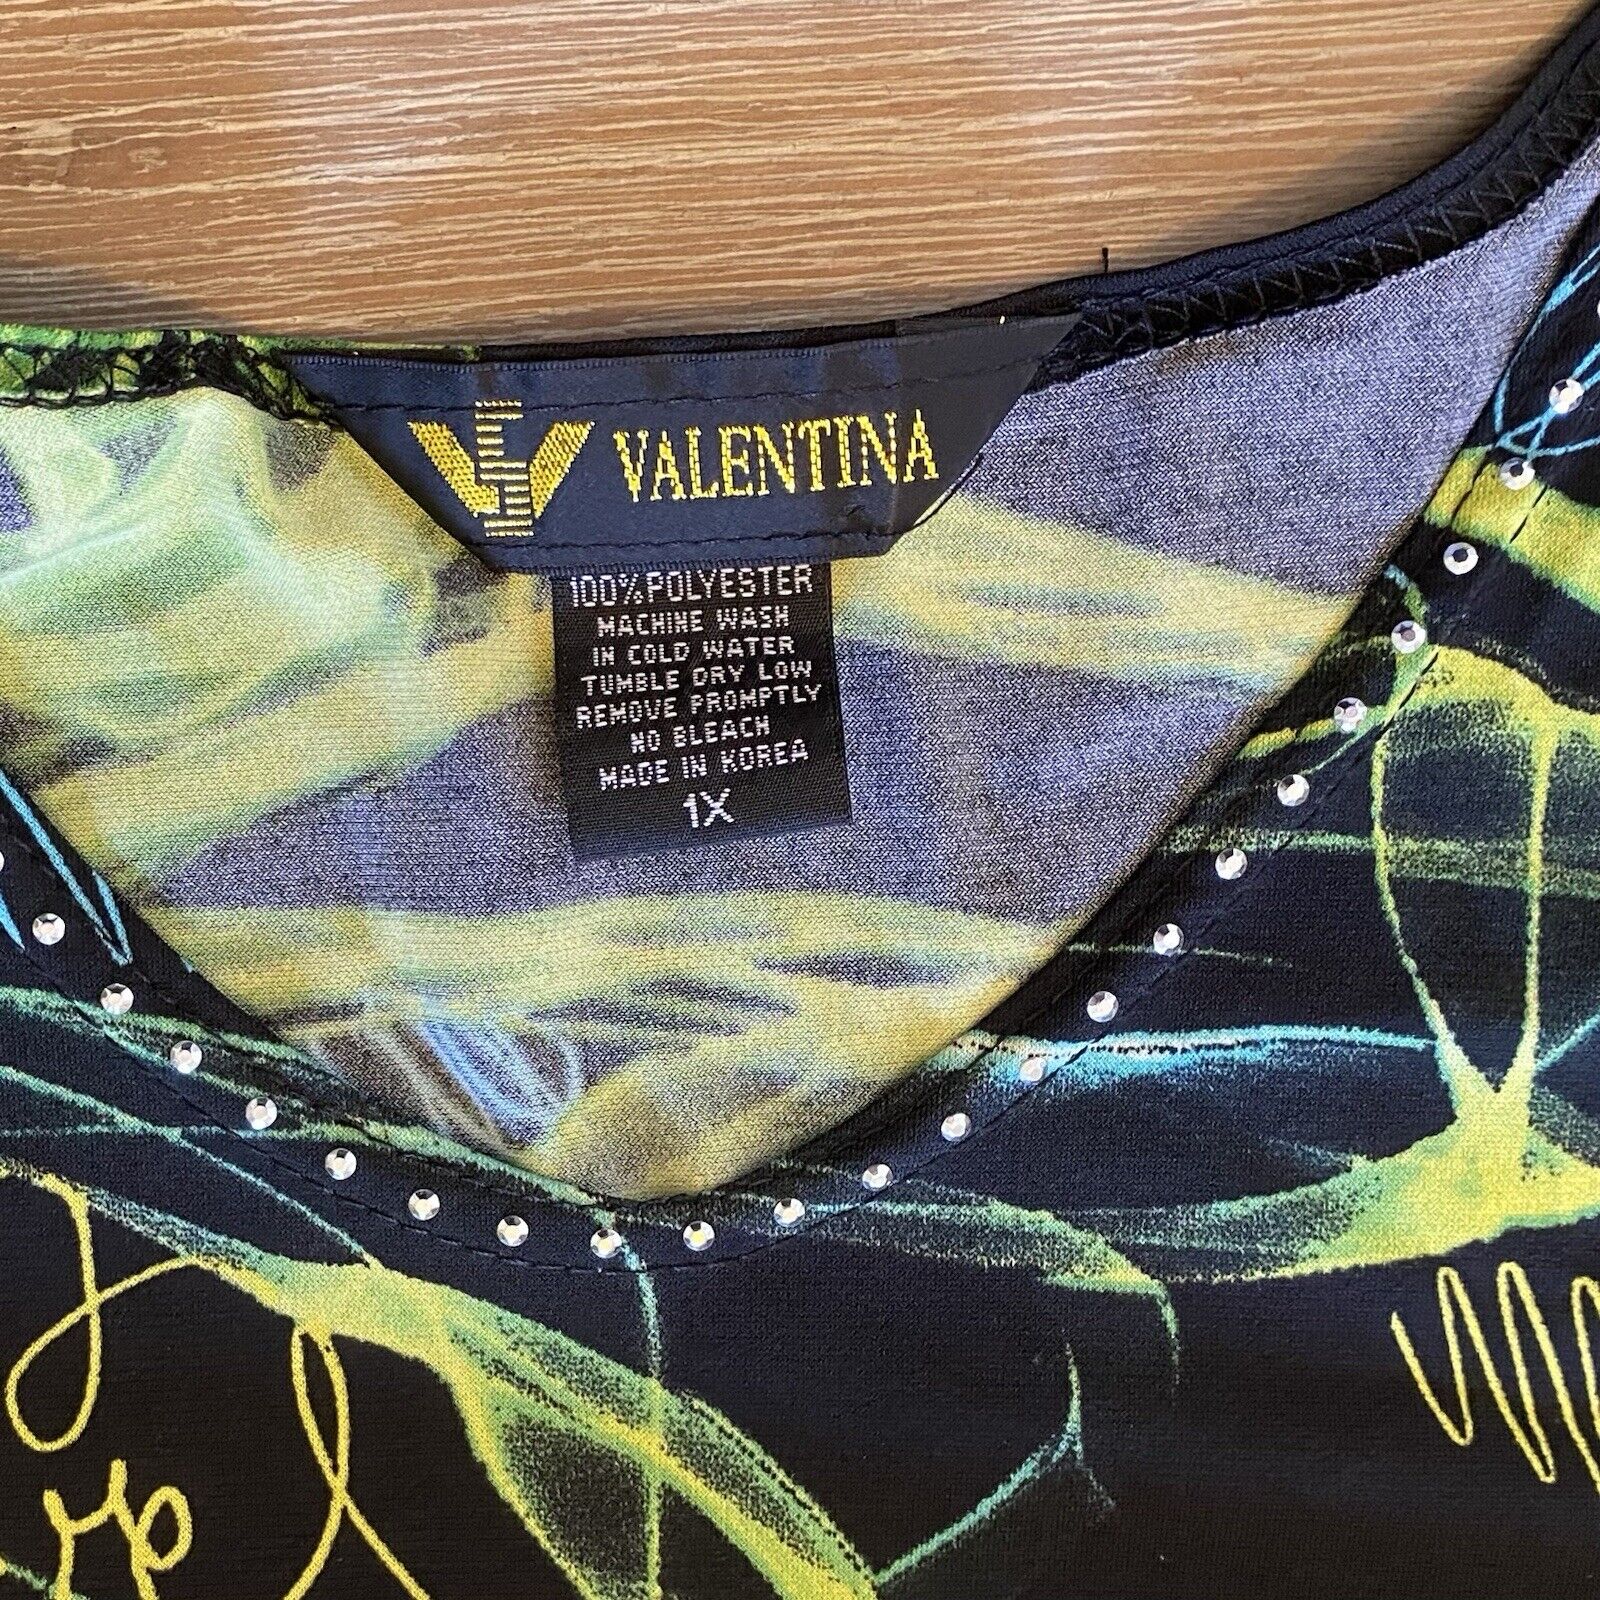 VALENTINA
100% POLYESTER
MACHINE WASH
IN COLD WATER
TUMBLE DRY LOW
REMOVE PROMPTLY
NO BLEACH
MADE IN KOREA
1X